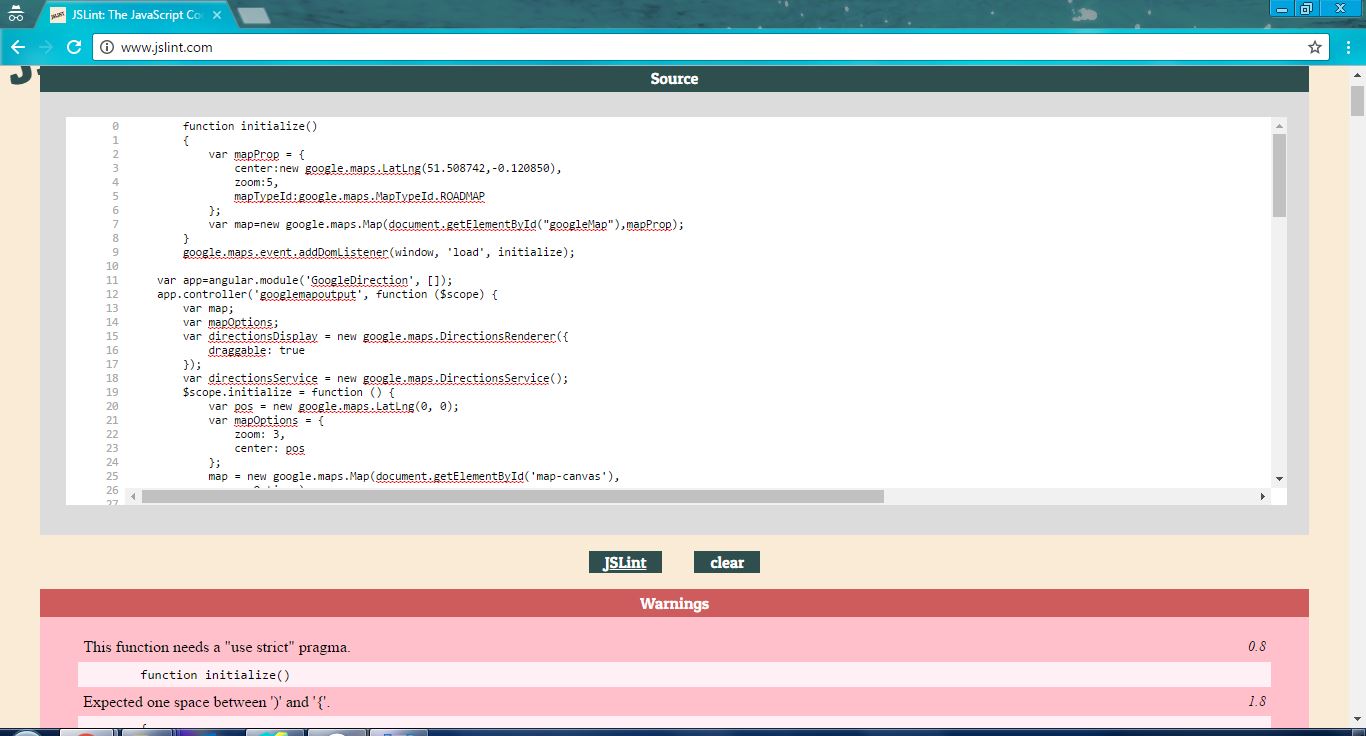 JSLint: The JavaScript Co
www.jslint.com
Source
0 function initialize()
1 {
2 var mapProp = {
3 center:new google.maps.LatLng(51.508742,-0.120850),
4 zoom:5,
5 mapTypeId:google.maps.MapTypeId.ROADMAP
6 };
7 var map=new google.maps.Map(document.getElementById("googleMap"),mapProp);
8 }
9 google.maps.event.addDomListener(window, 'load', initialize);
10
11 var app=angular.module('GoogleDirection', []);
12 app.controller('googlemapoutput', function ($scope) {
13 var map;
14 var mapOptions;
15 var directionsDisplay = new google.maps.DirectionsRenderer({
16 draggable: true
17 });
18 var directionsService = new google.maps.DirectionsService();
19 $scope.initialize = function () {
20 var pos = new google.maps.LatLng(0, 0);
21 var mapOptions = {
22 zoom: 3,
23 center: pos
24 };
25 map = new google.maps.Map(document.getElementById('map-canvas'),
26
27
JSLint clear
Warnings
This function needs a "use strict" pragma. 0.8
function initialize()
Expected one space between ')' and '{'. 1.8
{